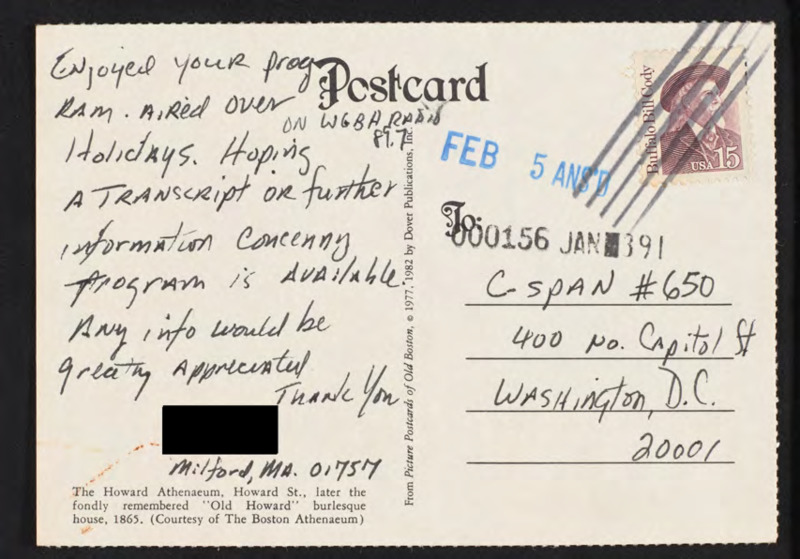 Enjoyed your prog
RAM. Aired over
ON WGBA RADIO
89.7
Holidays. Hoping
A TRANSCRIPT or further
information Concerning
Program is AVAilable.
Any info would be
greatly Appreciated
Thank You
Milford, MA. 01757
The Howard Athenaeum, Howard St., later the
fondly remembered "Old Howard" burlesque
house, 1865. (Courtesy of The Boston Athenaeum)
Postcard
From Picture Postcards of Old Boston, © 1977, 1982 by Dover Publications, Inc.
Buffalo Bill Cody
USA 15
FEB 5 ANS'D
To:
000156 JAN 391
C-SPAN #650
400 No. Capitol St
Washington, D.C.
20001